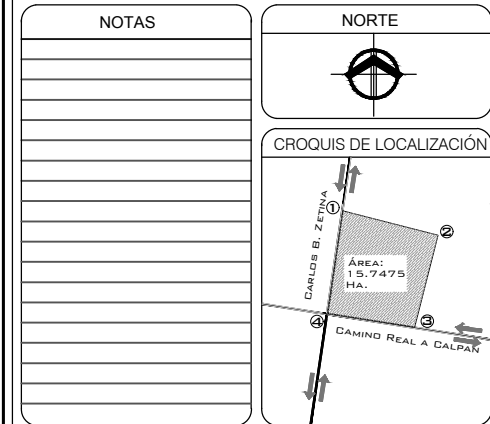 NOTAS
NORTE
CROQUIS DE LOCALIZACIÓN
①
CARLOS B. ZETINA
②
ÁREA:
15.7475
HA.
④
③
CAMINO REAL A CALPAN